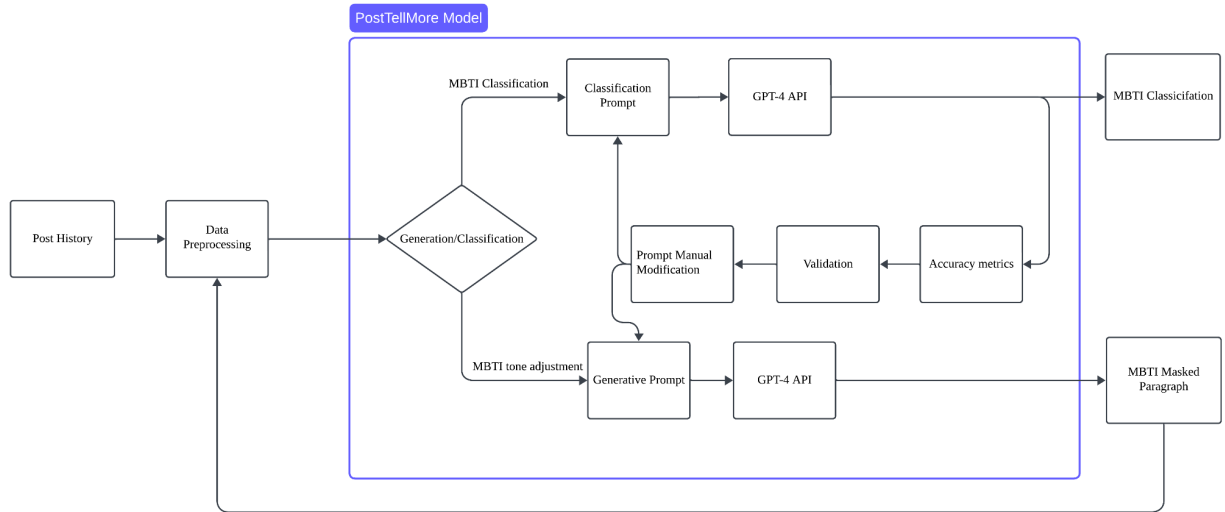 PostTellMore Model
MBTI Classification
Classification
Prompt
GPT-4 API
MBTI Classicifation
Post History
Data
Preprocessing
Generation/Classification
Prompt Manual
Modification
Validation
Accuracy metrics
MBTI tone adjustment
Generative Prompt
GPT-4 API
MBTI Masked
Paragraph